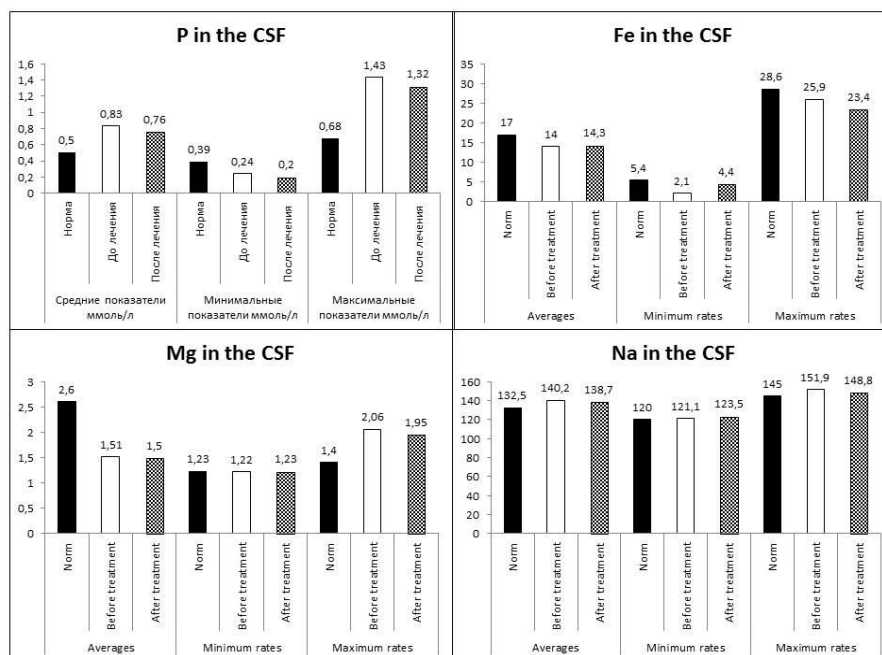 P in the CSF
1,6
1,4
1,2
1
0,8
0,6
0,4
0,2
0
0,5
0,83
0,76
0,39
0,24
0,2
0,68
1,43
1,32
Норма
До лечения
После лечения
Норма
До лечения
После лечения
Норма
До лечения
После лечения
Средние показатели
ммоль/л
Минимальные
показатели ммоль/л
Максимальные
показатели ммоль/л
Fe in the CSF
35
30
25
20
15
10
5
0
17
14
14,3
5,4
2,1
4,4
28,6
25,9
23,4
Norm
Before treatment
After treatment
Norm
Before treatment
After treatment
Norm
Before treatment
After treatment
Averages
Minimum rates
Maximum rates
Mg in the CSF
3
2,5
2
1,5
1
0,5
0
2,6
1,51
1,5
1,23
1,22
1,23
1,4
2,06
1,95
Norm
Before treatment
After treatment
Norm
Before treatment
After treatment
Norm
Before treatment
After treatment
Averages
Minimum rates
Maximum rates
Na in the CSF
160
140
120
100
80
60
40
20
0
132,5
140,2
138,7
120
121,1
123,5
145
151,9
148,8
Norm
Before treatment
After treatment
Norm
Before treatment
After treatment
Norm
Before treatment
After treatment
Averages
Minimum rates
Maximum rates